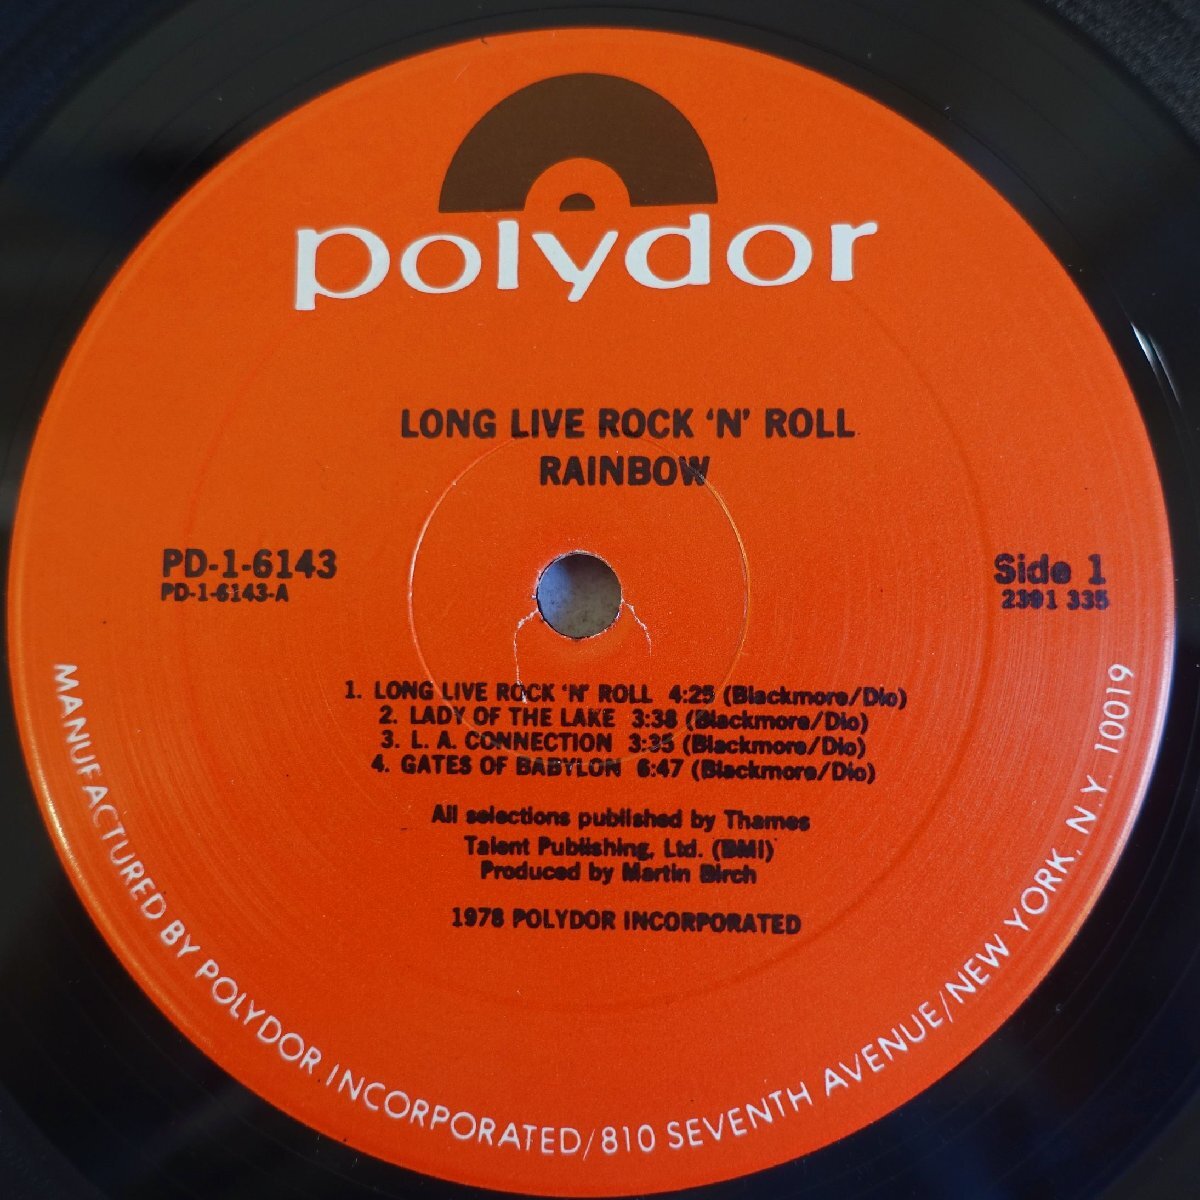 polydor
LONG LIVE ROCK ‘N’ ROLL
RAINBOW
PD-1-6143
PD-1-6143-A
Side 1
2391 335
1. LONG LIVE ROCK ‘N’ ROLL 4:25 (Blackmore/Dio)
2. LADY OF THE LAKE 3:38 (Blackmore/Dio)
3. L. A. CONNECTION 3:35 (Blackmore/Dio)
4. GATES OF BABYLON 6:47 (Blackmore/Dio)
All selections published by Thames
Talent Publishing, Ltd. (BMI)
Produced by Martin Birch
1978 POLYDOR INCORPORATED
MANUFACTURED BY POLYDOR INCORPORATED/810 SEVENTH AVENUE/NEW YORK, N.Y. 10019